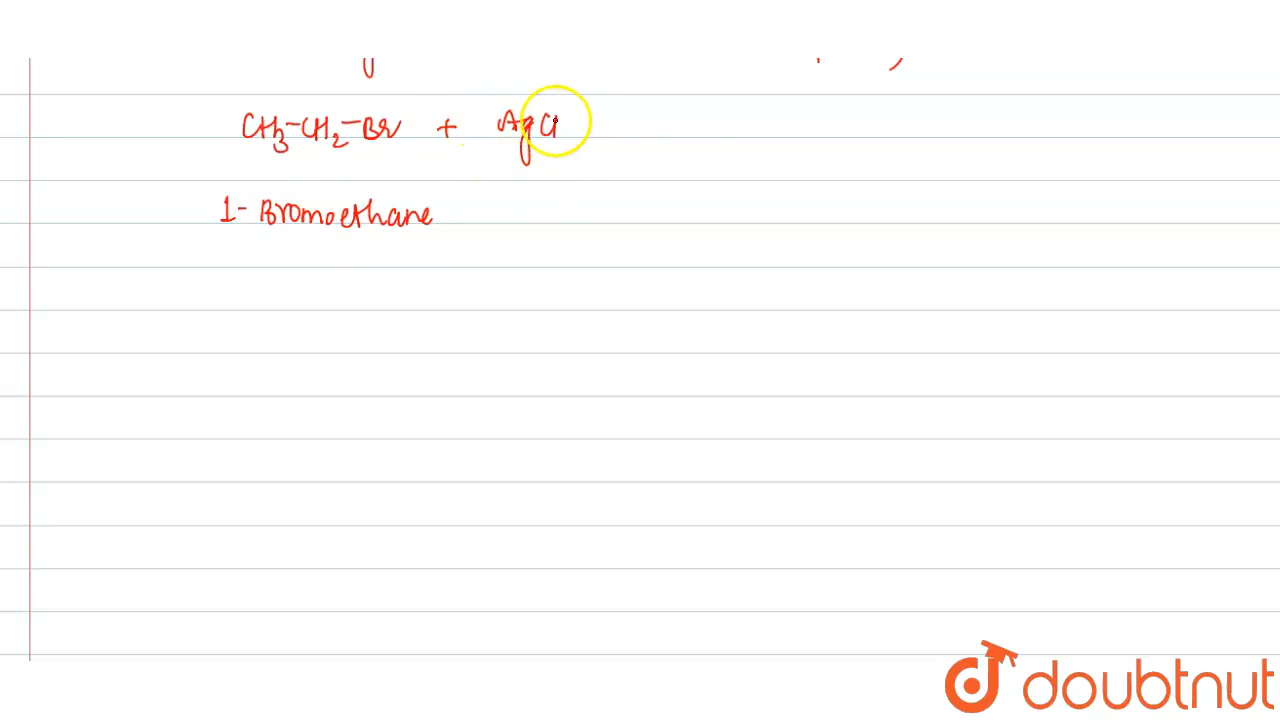 CH3-CH2-Br + AgCl
1- Bromoethane
doubtnut